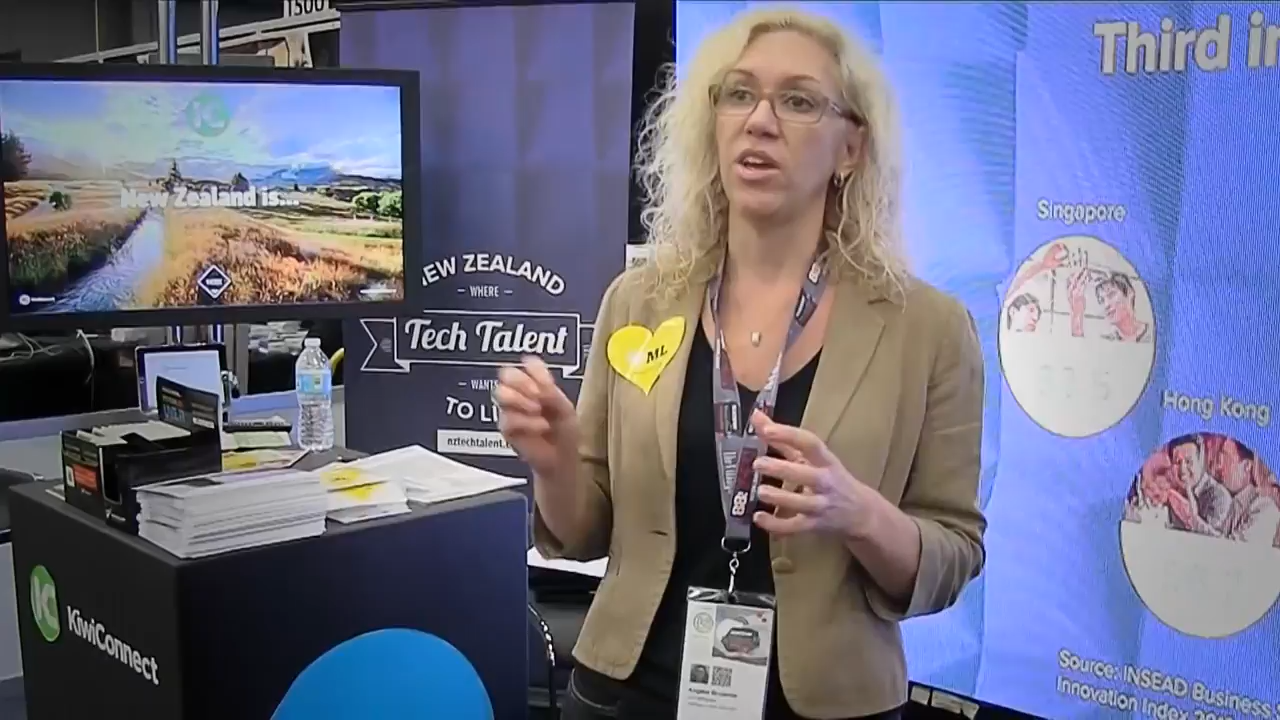 1500
New Zealand is...
EW ZEALAND
WHERE
Tech Talent
WANTS
TO LI
nztechtalent.
KiwiConnect
ML
Third in
Singapore
Hong Kong
Source: INSEAD Business
Innovation Index